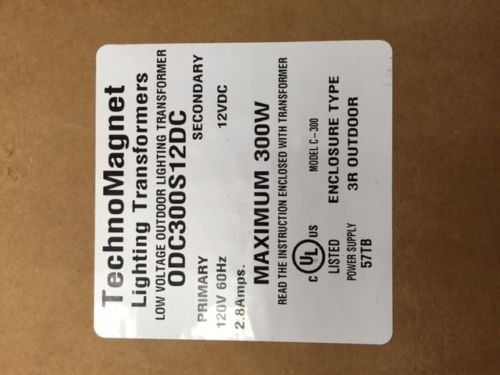 TechnoMagnet
Lighting Transformers
LOW VOLTAGE OUTDOOR LIGHTING TRANSFORMER
ODC300S12DC
PRIMARY SECONDARY
120V 60Hz 12VDC
2.8Amps.
MAXIMUM 300W
READ THE INSTRUCTION ENCLOSED WITH TRANSFORMER
MODEL C-300
C UL US
LISTED ENCLOSURE TYPE
POWER SUPPLY 3R OUTDOOR
57TB